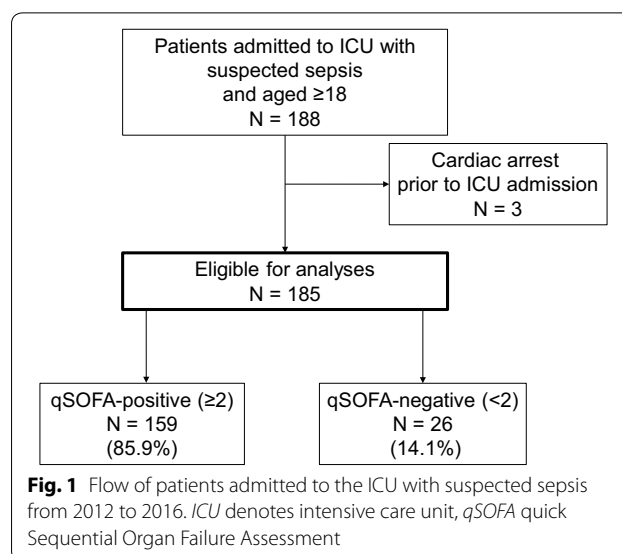 Patients admitted to ICU with
suspected sepsis
and aged ≥18
N = 188
Cardiac arrest
prior to ICU admission
N = 3
Eligible for analyses
N = 185
qSOFA-positive (≥2)
N = 159
(85.9%)
qSOFA-negative (<2)
N = 26
(14.1%)
Fig. 1 Flow of patients admitted to the ICU with suspected sepsis
from 2012 to 2016. ICU denotes intensive care unit, qSOFA quick
Sequential Organ Failure Assessment